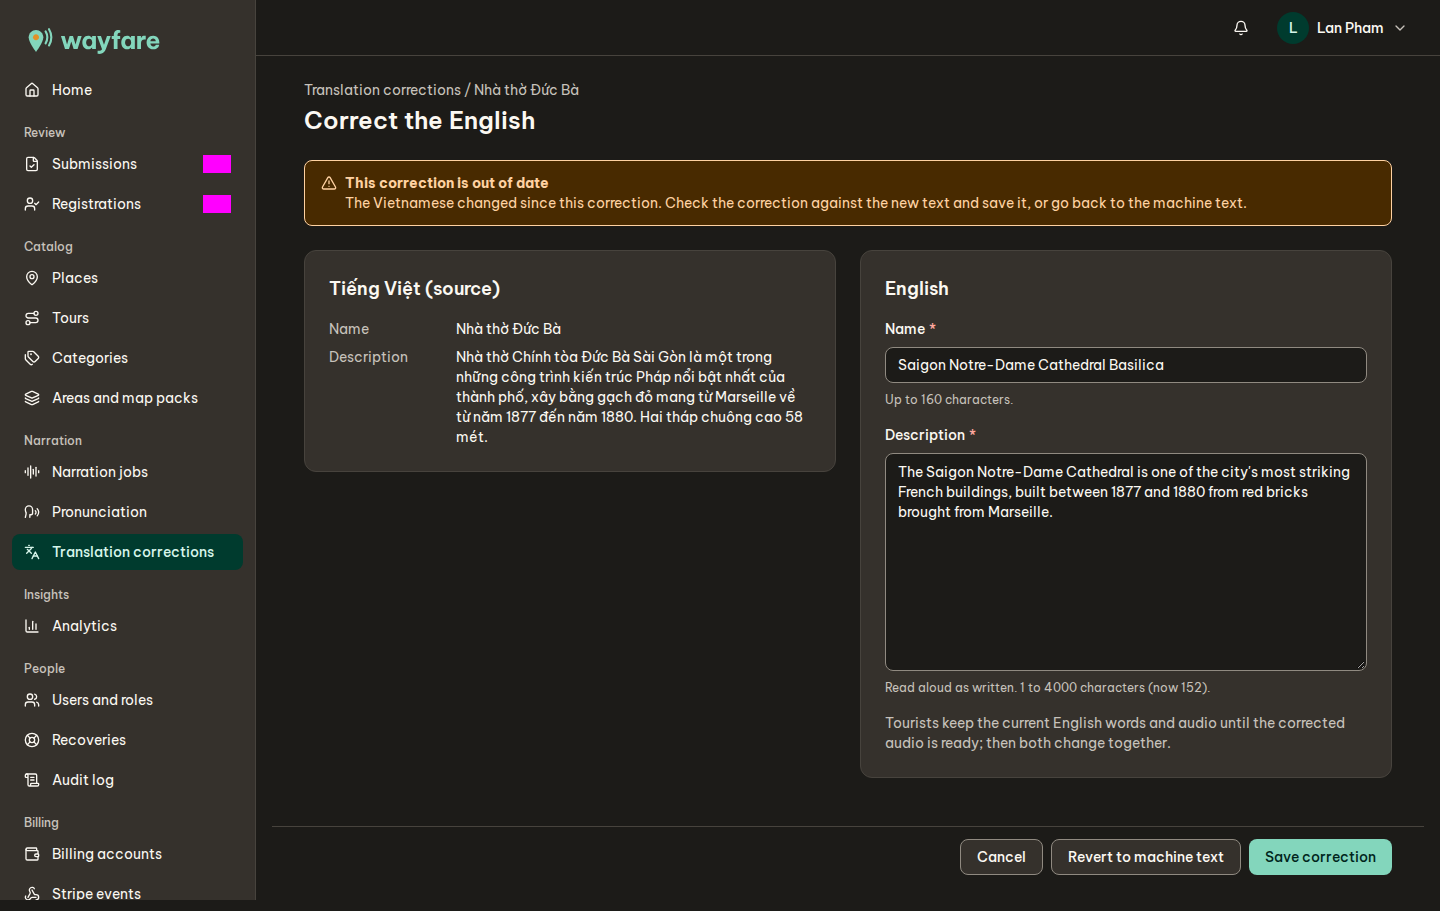 wayfare
Home
Review
Submissions
Registrations
Catalog
Places
Tours
Categories
Areas and map packs
Narration
Narration jobs
Pronunciation
Translation corrections
Insights
Analytics
People
Users and roles
Recoveries
Audit log
Billing
Billing accounts
Stripe events
L
Lan Pham
Translation corrections / Nhà thờ Đức Bà
Correct the English
This correction is out of date
The Vietnamese changed since this correction. Check the correction against the new text and save it, or go back to the machine text.
Tiếng Việt (source)
Name
Nhà thờ Đức Bà
Description
Nhà thờ Chính tòa Đức Bà Sài Gòn là một trong
những công trình kiến trúc Pháp nổi bật nhất của
thành phố, xây bằng gạch đỏ mang từ Marseille về
từ năm 1877 đến năm 1880. Hai tháp chuông cao 58
mét.
English
Name *
Saigon Notre-Dame Cathedral Basilica
Up to 160 characters.
Description *
The Saigon Notre-Dame Cathedral is one of the city's most striking
French buildings, built between 1877 and 1880 from red bricks
brought from Marseille.
Read aloud as written. 1 to 4000 characters (now 152).
Tourists keep the current English words and audio until the corrected
audio is ready; then both change together.
Cancel
Revert to machine text
Save correction